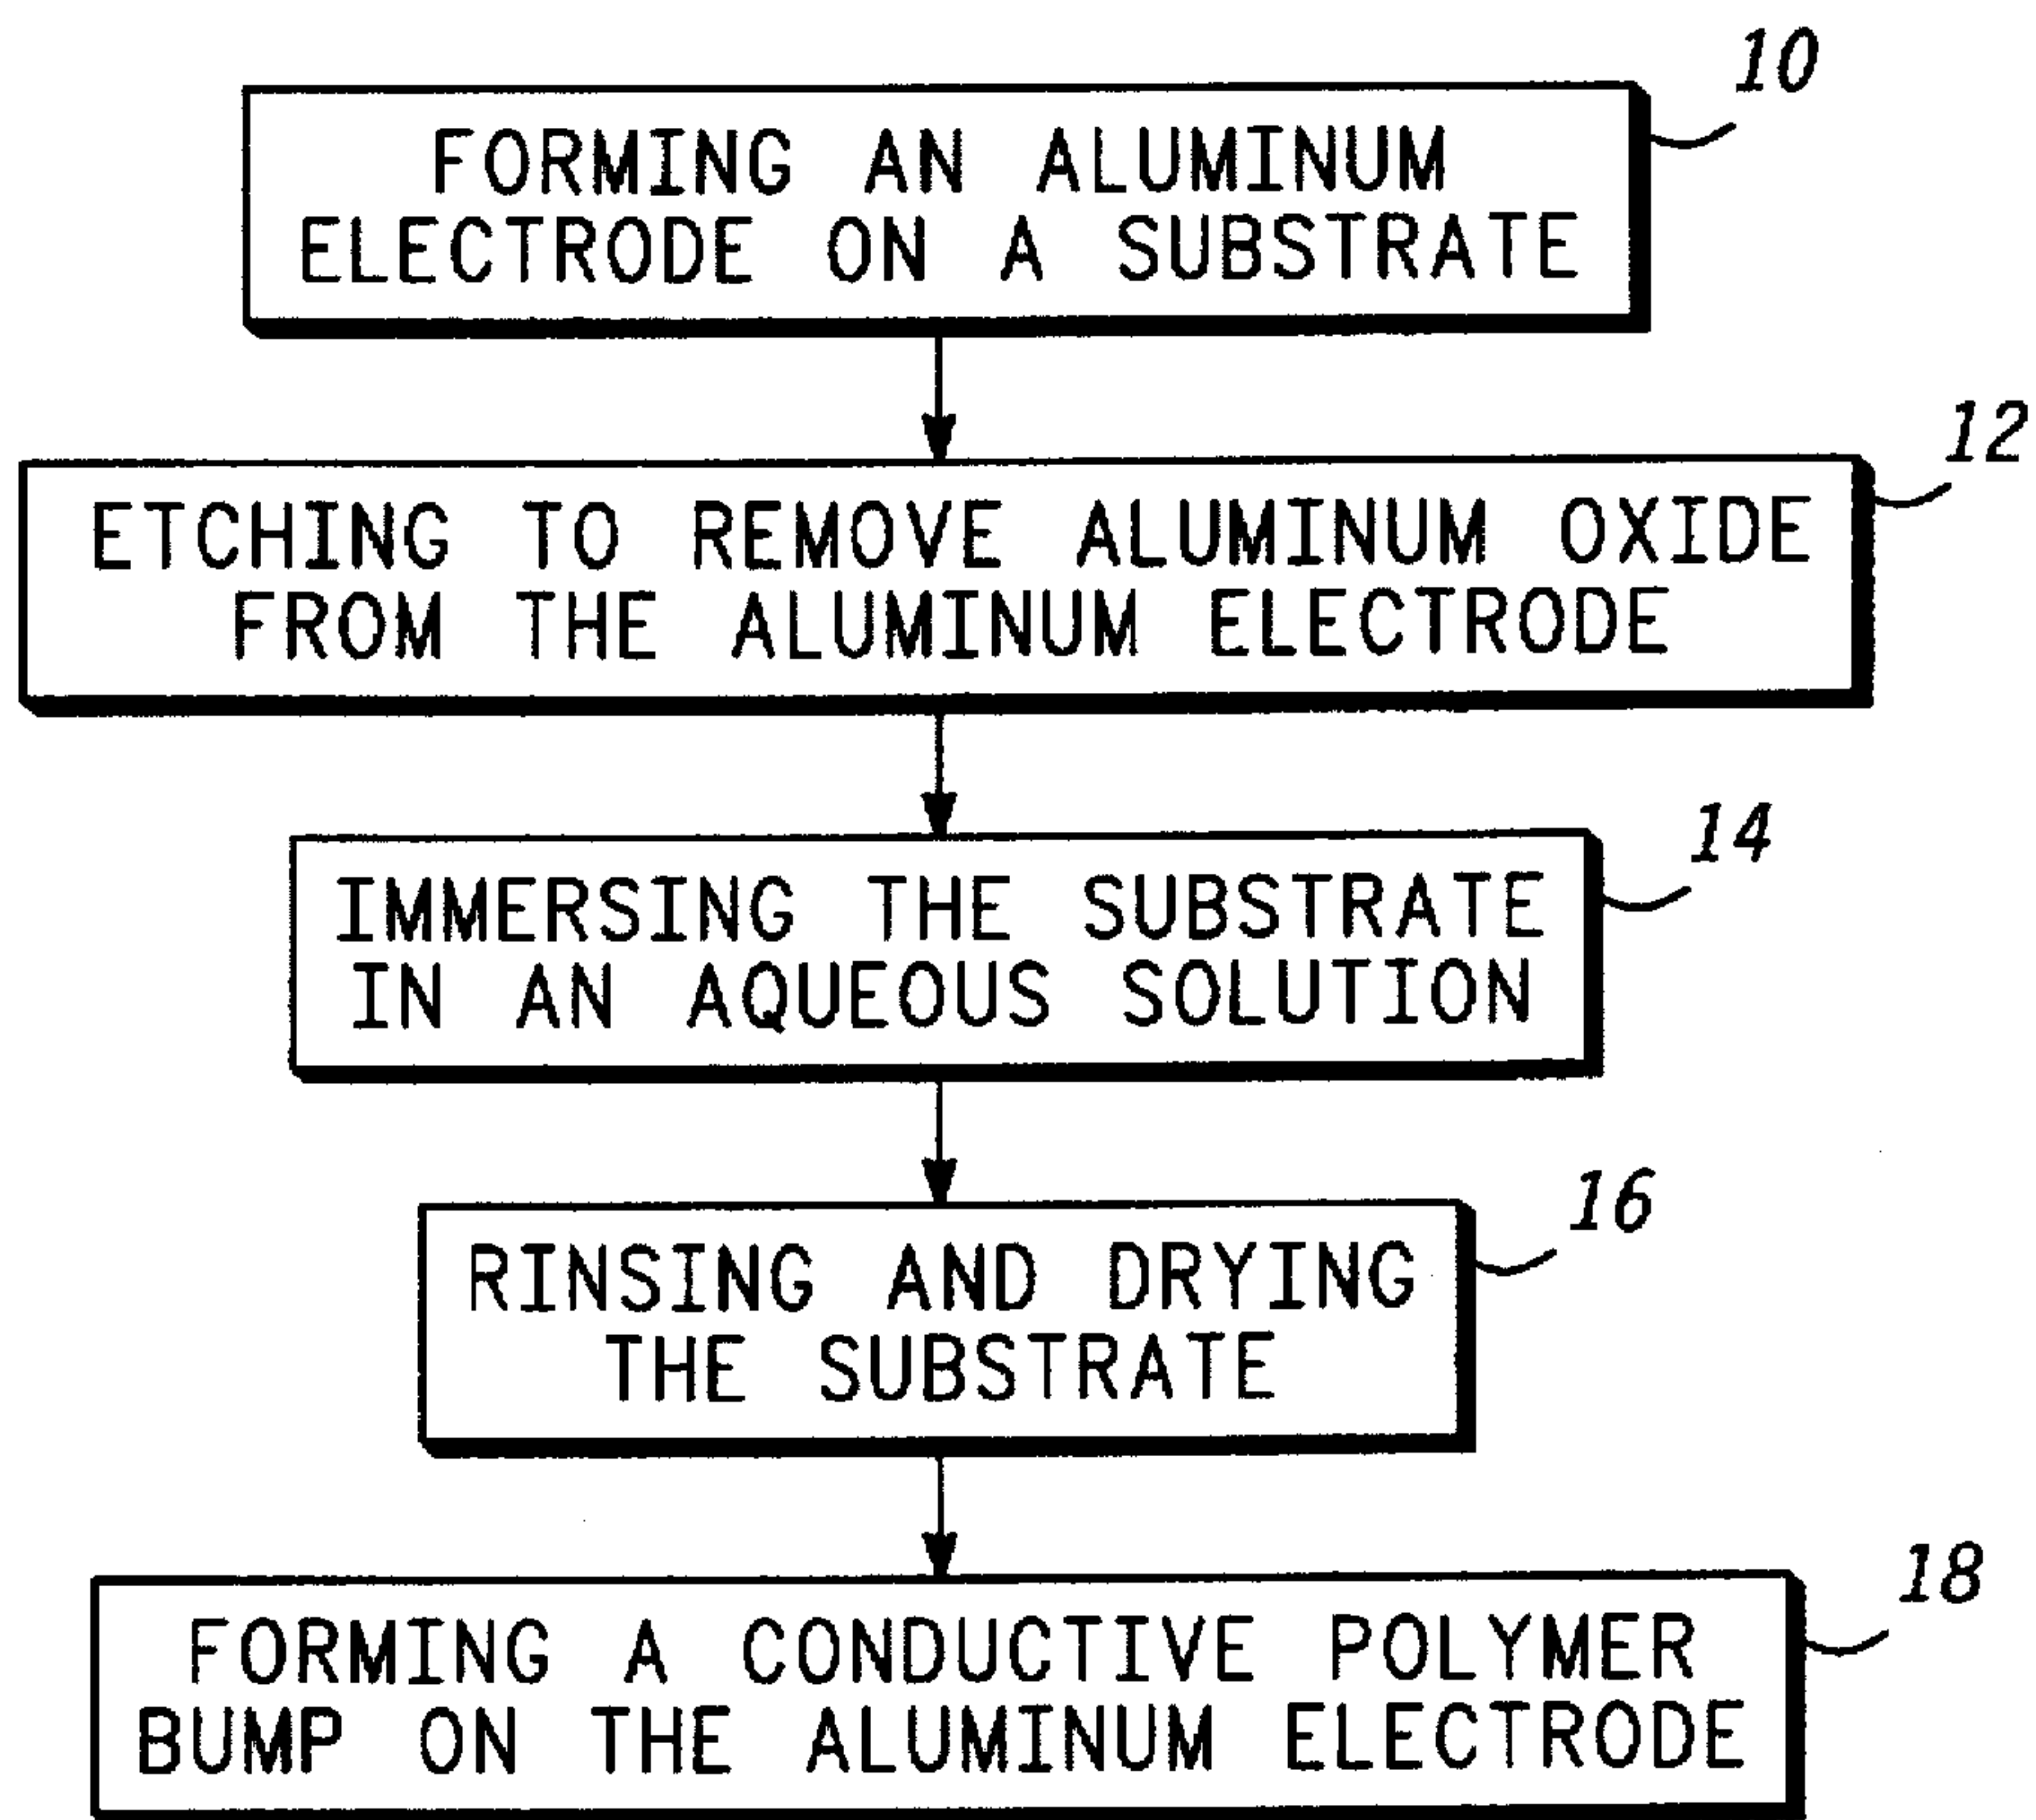 10
FORMING AN ALUMINUM
ELECTRODE ON A SUBSTRATE
12
ETCHING TO REMOVE ALUMINUM OXIDE
FROM THE ALUMINUM ELECTRODE
14
IMMERSING THE SUBSTRATE
IN AN AQUEOUS SOLUTION
16
RINSING AND DRYING
THE SUBSTRATE
18
FORMING A CONDUCTIVE POLYMER
BUMP ON THE ALUMINUM ELECTRODE